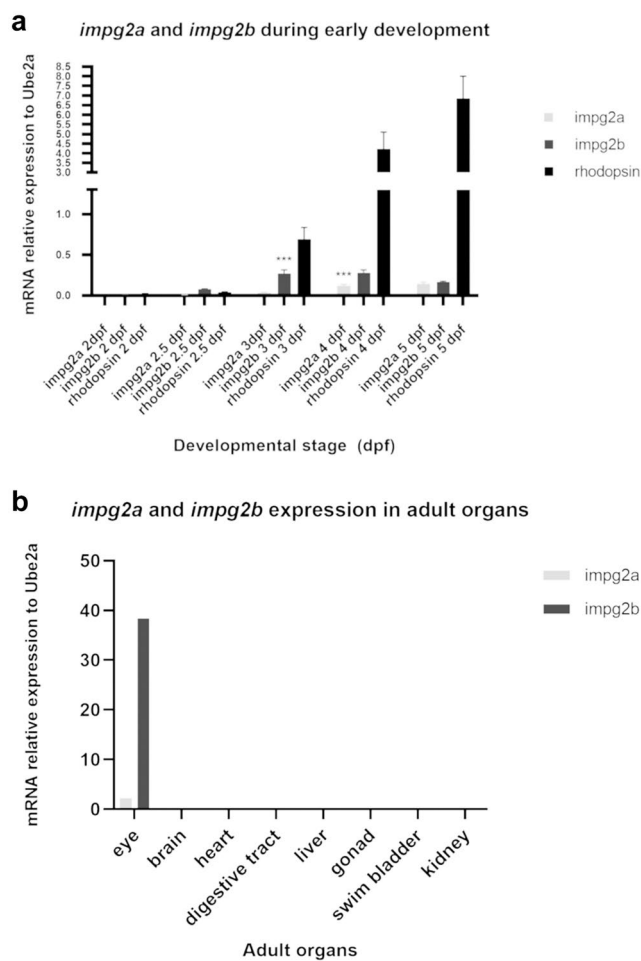 a
impg2a and impg2b during early development
mRNA relative expression to Ube2a
8.5
8.0
7.5
7.0
6.5
6.0
5.5
5.0
4.5
4.0
3.5
3.0
1.0
0.5
0.0
***
***
impg2a
impg2b
rhodopsin
impg2a 2dpf
impg2b 2 dpf
rhodopsin 2 dpf
impg2a 2.5 dpf
impg2b 2.5 dpf
rhodopsin 2.5 dpf
impg2a 3dpf
impg2b 3 dpf
rhodopsin 3 dpf
impg2a 4 dpf
impg2b 4 dpf
rhodopsin 4 dpf
impg2a 5 dpf
impg2b 5 dpf
rhodopsin 5 dpf
Developmental stage (dpf)
b
impg2a and impg2b expression in adult organs
mRNA relative expression to Ube2a
50
40
30
20
10
0
impg2a
impg2b
eye
brain
heart
digestive tract
liver
gonad
swim bladder
kidney
Adult organs